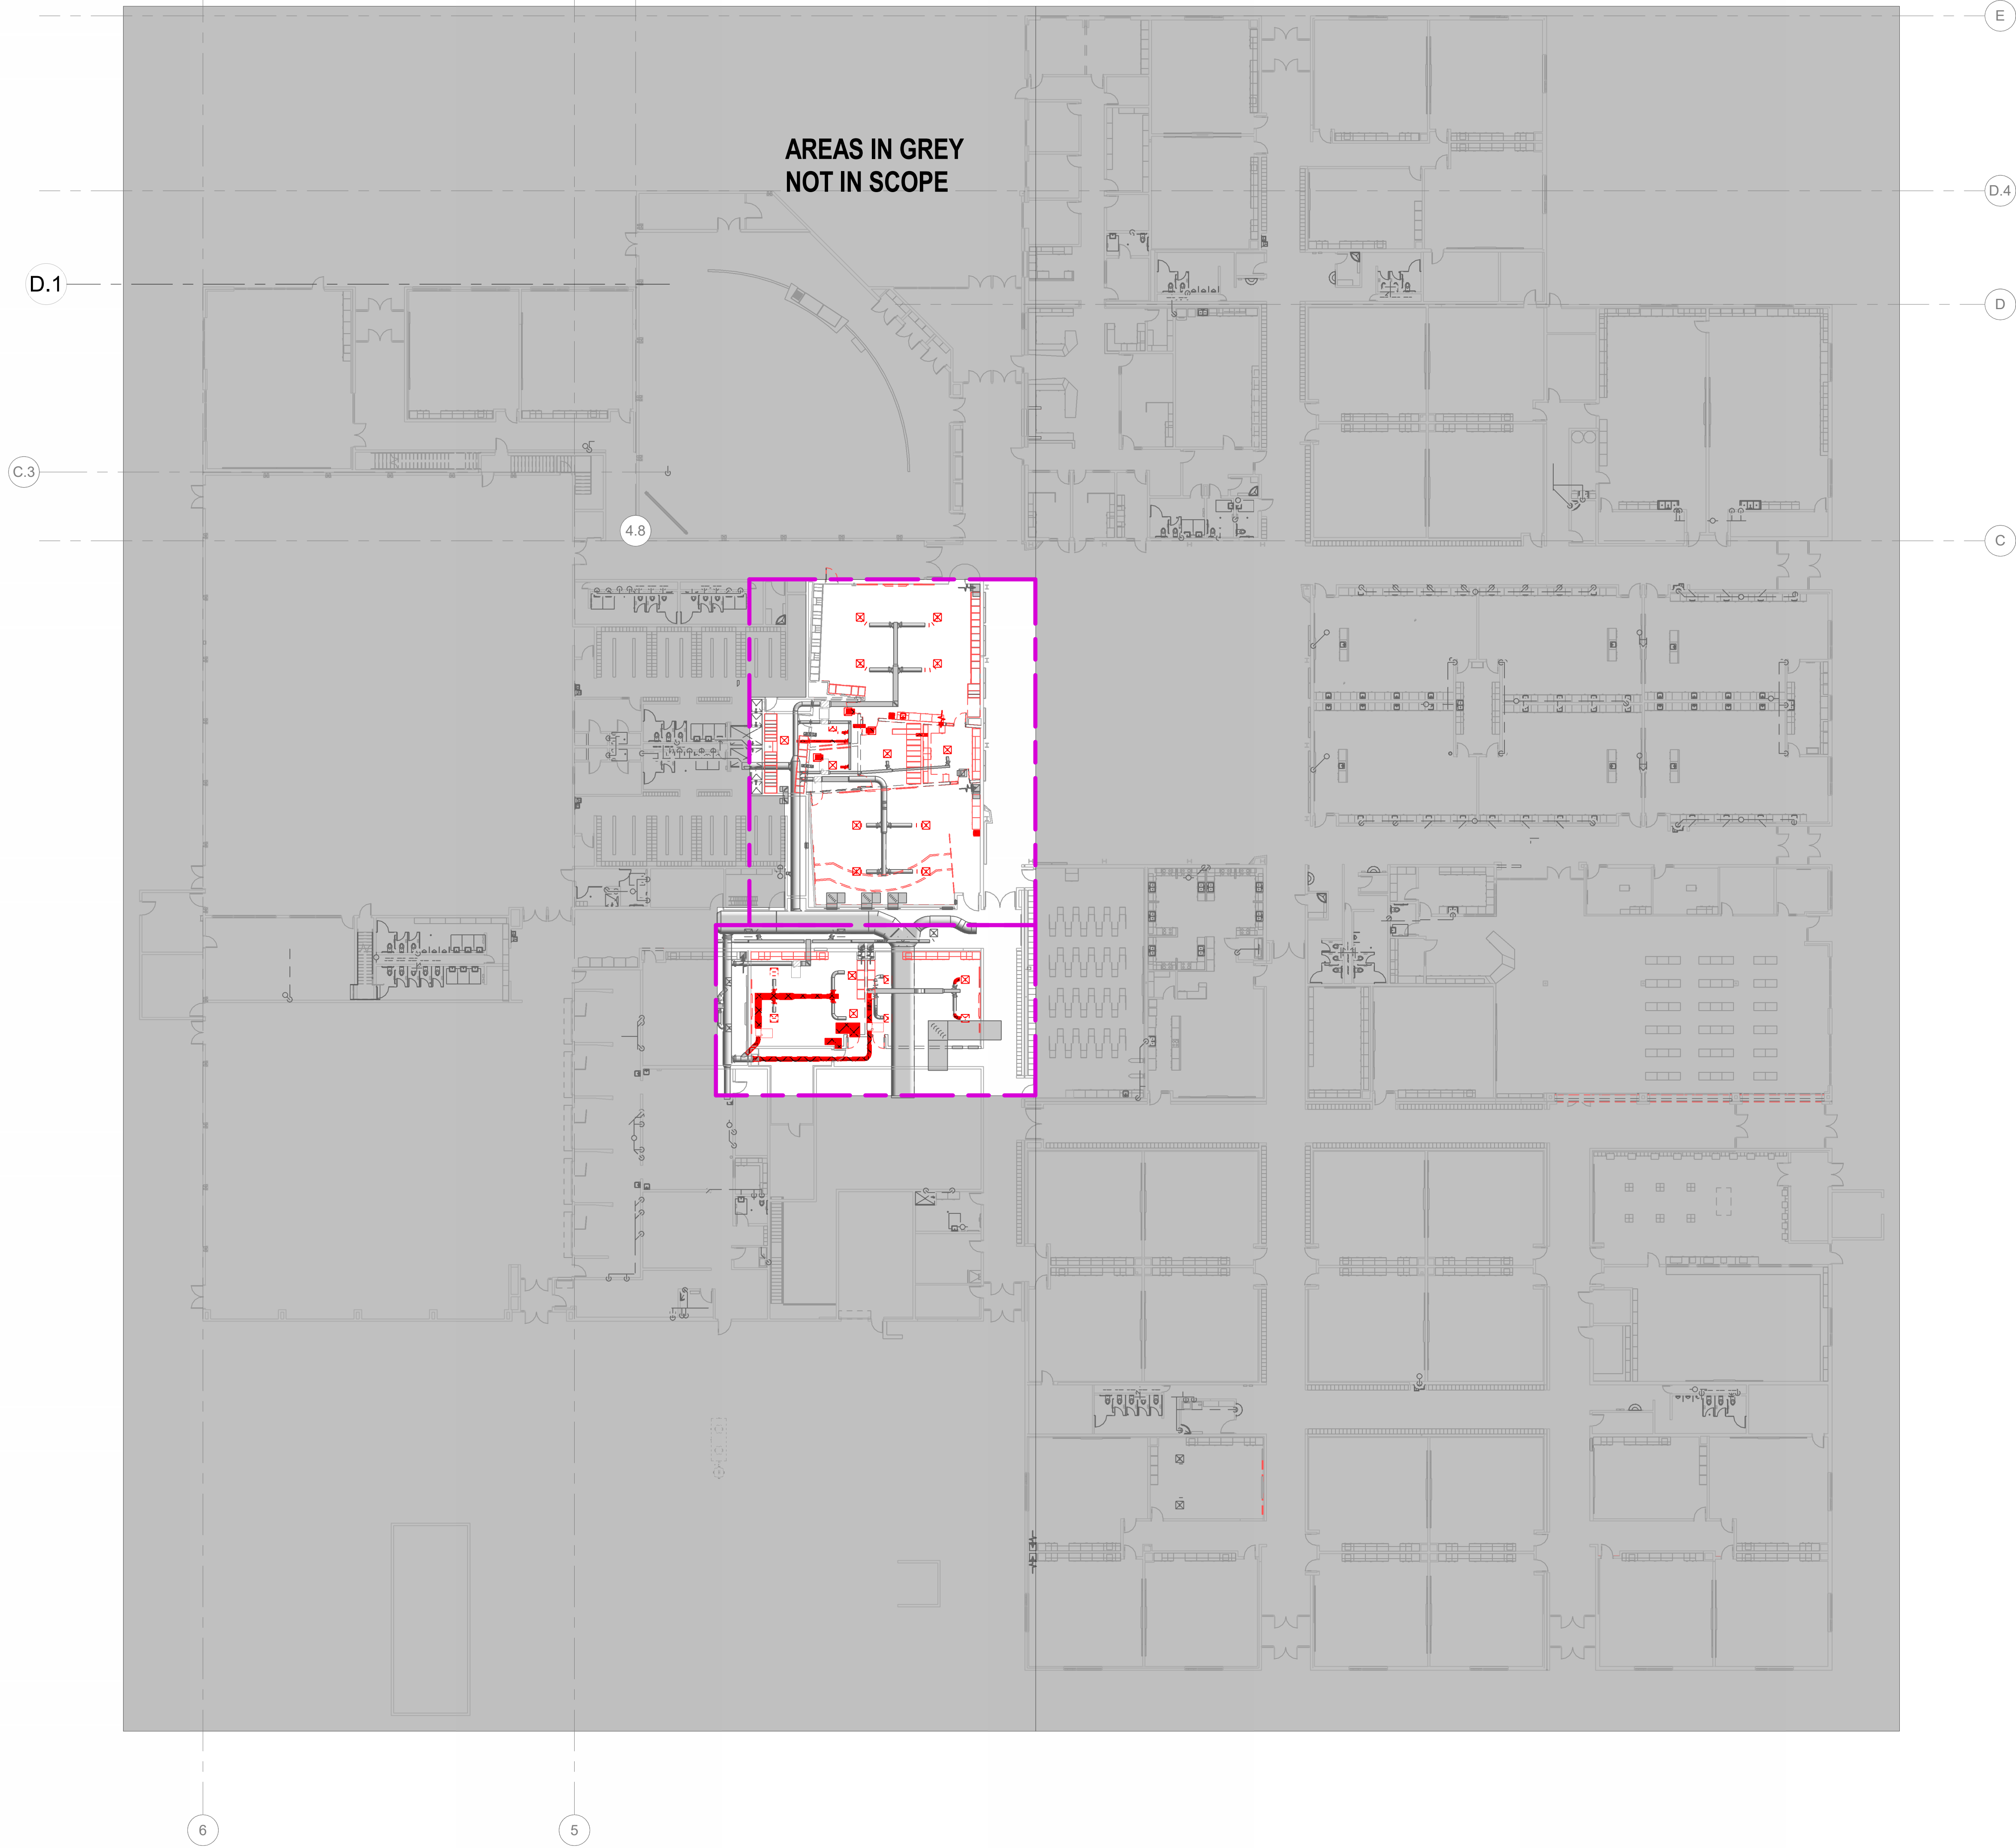 E
AREAS IN GREY
NOT IN SCOPE
D.4
D.1
D
C.3
4.8
C
6
5